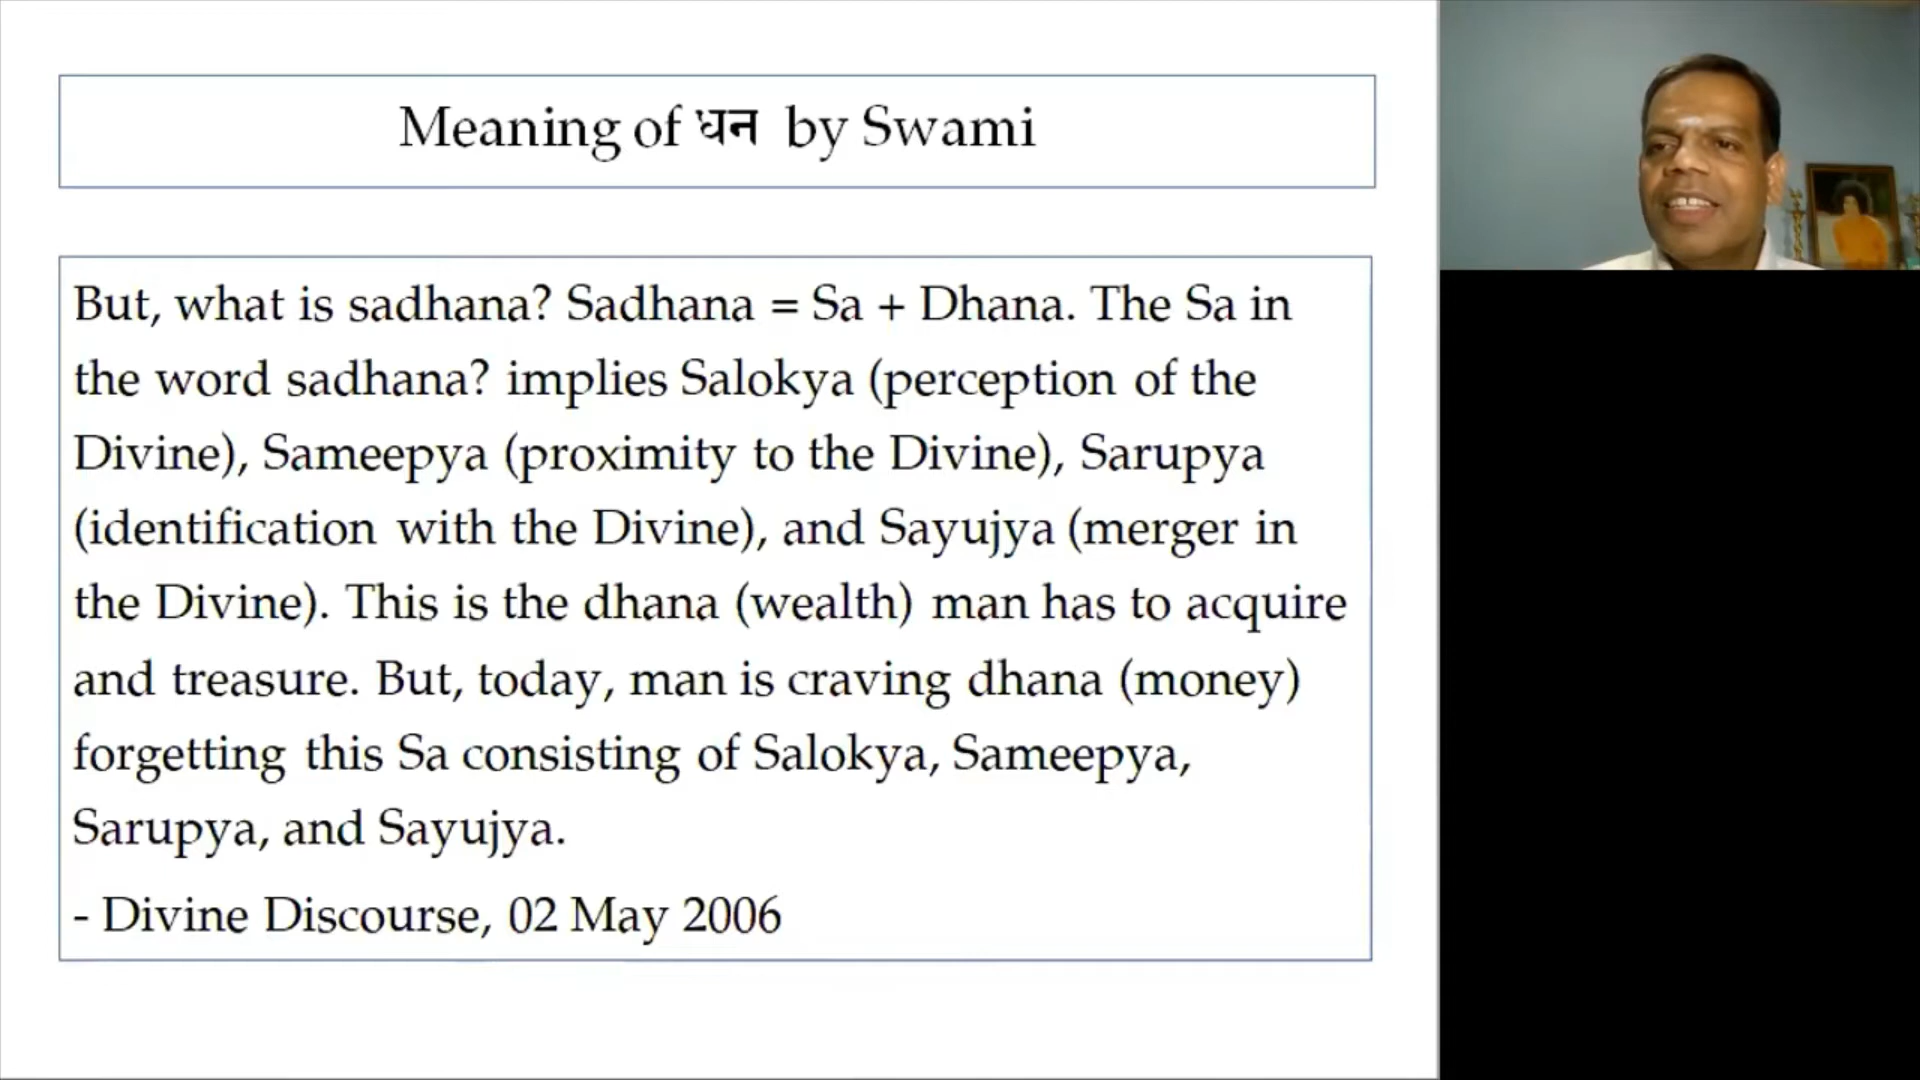 Meaning of धन by Swami
But, what is sadhana? Sadhana = Sa + Dhana. The Sa in
the word sadhana? implies Salokya (perception of the
Divine), Sameepya (proximity to the Divine), Sarupya
(identification with the Divine), and Sayujya (merger in
the Divine). This is the dhana (wealth) man has to acquire
and treasure. But, today, man is craving dhana (money)
forgetting this Sa consisting of Salokya, Sameepya,
Sarupya, and Sayujya.
- Divine Discourse, 02 May 2006